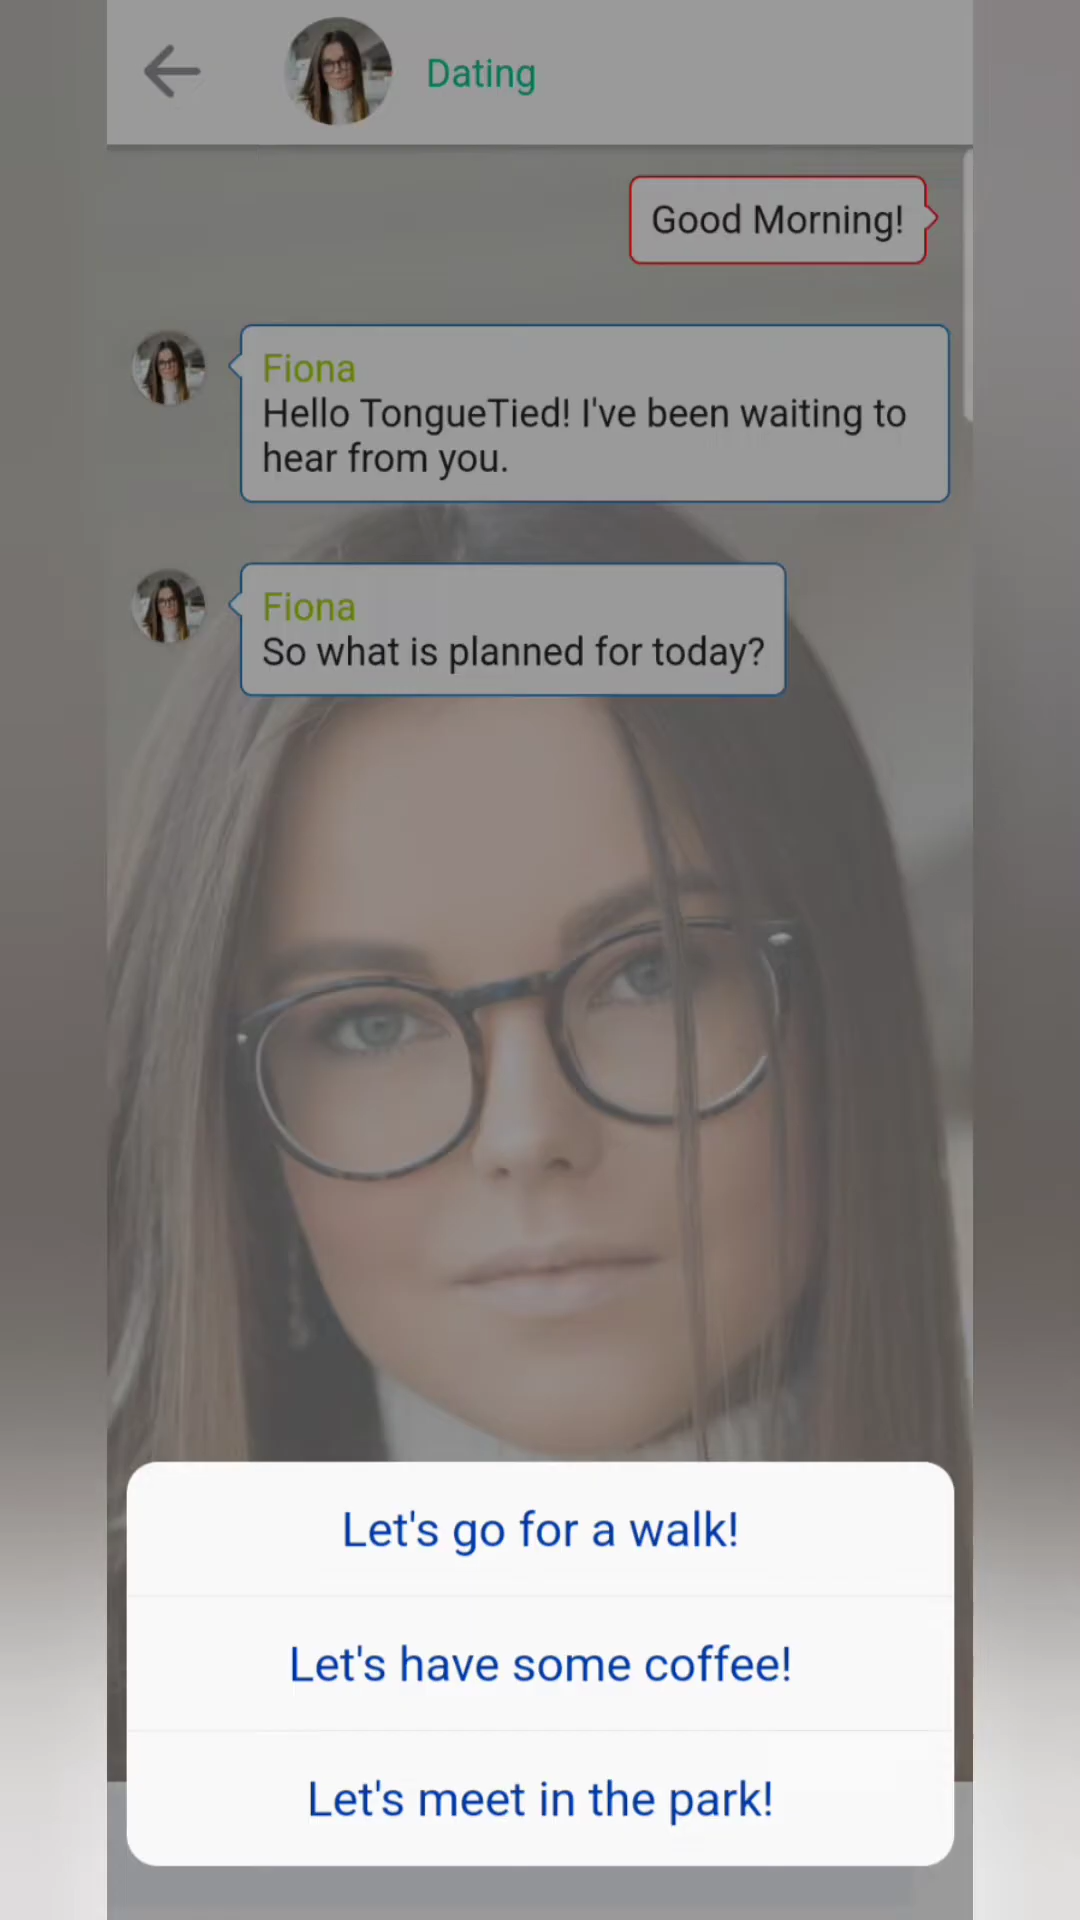 Dating
Good Morning!
Fiona
Hello TongueTied! I've been waiting to
hear from you.
Fiona
So what is planned for today?
Let's go for a walk!
Let's have some coffee!
Let's meet in the park!